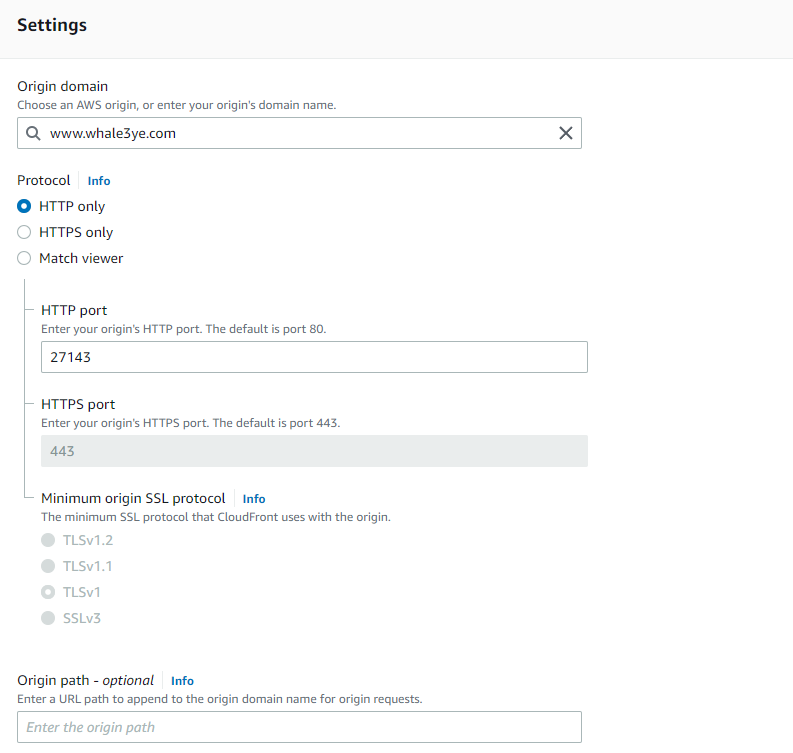 Settings
Origin domain
Choose an AWS origin, or enter your origin's domain name.
www.whale3ye.com
Protocol Info
HTTP only
HTTPS only
Match viewer
HTTP port
Enter your origin's HTTP port. The default is port 80.
27143
HTTPS port
Enter your origin's HTTPS port. The default is port 443.
443
Minimum origin SSL protocol Info
The minimum SSL protocol that CloudFront uses with the origin.
TLSv1.2
TLSv1.1
TLSv1
SSLv3
Origin path - optional Info
Enter a URL path to append to the origin domain name for origin requests.
Enter the origin path